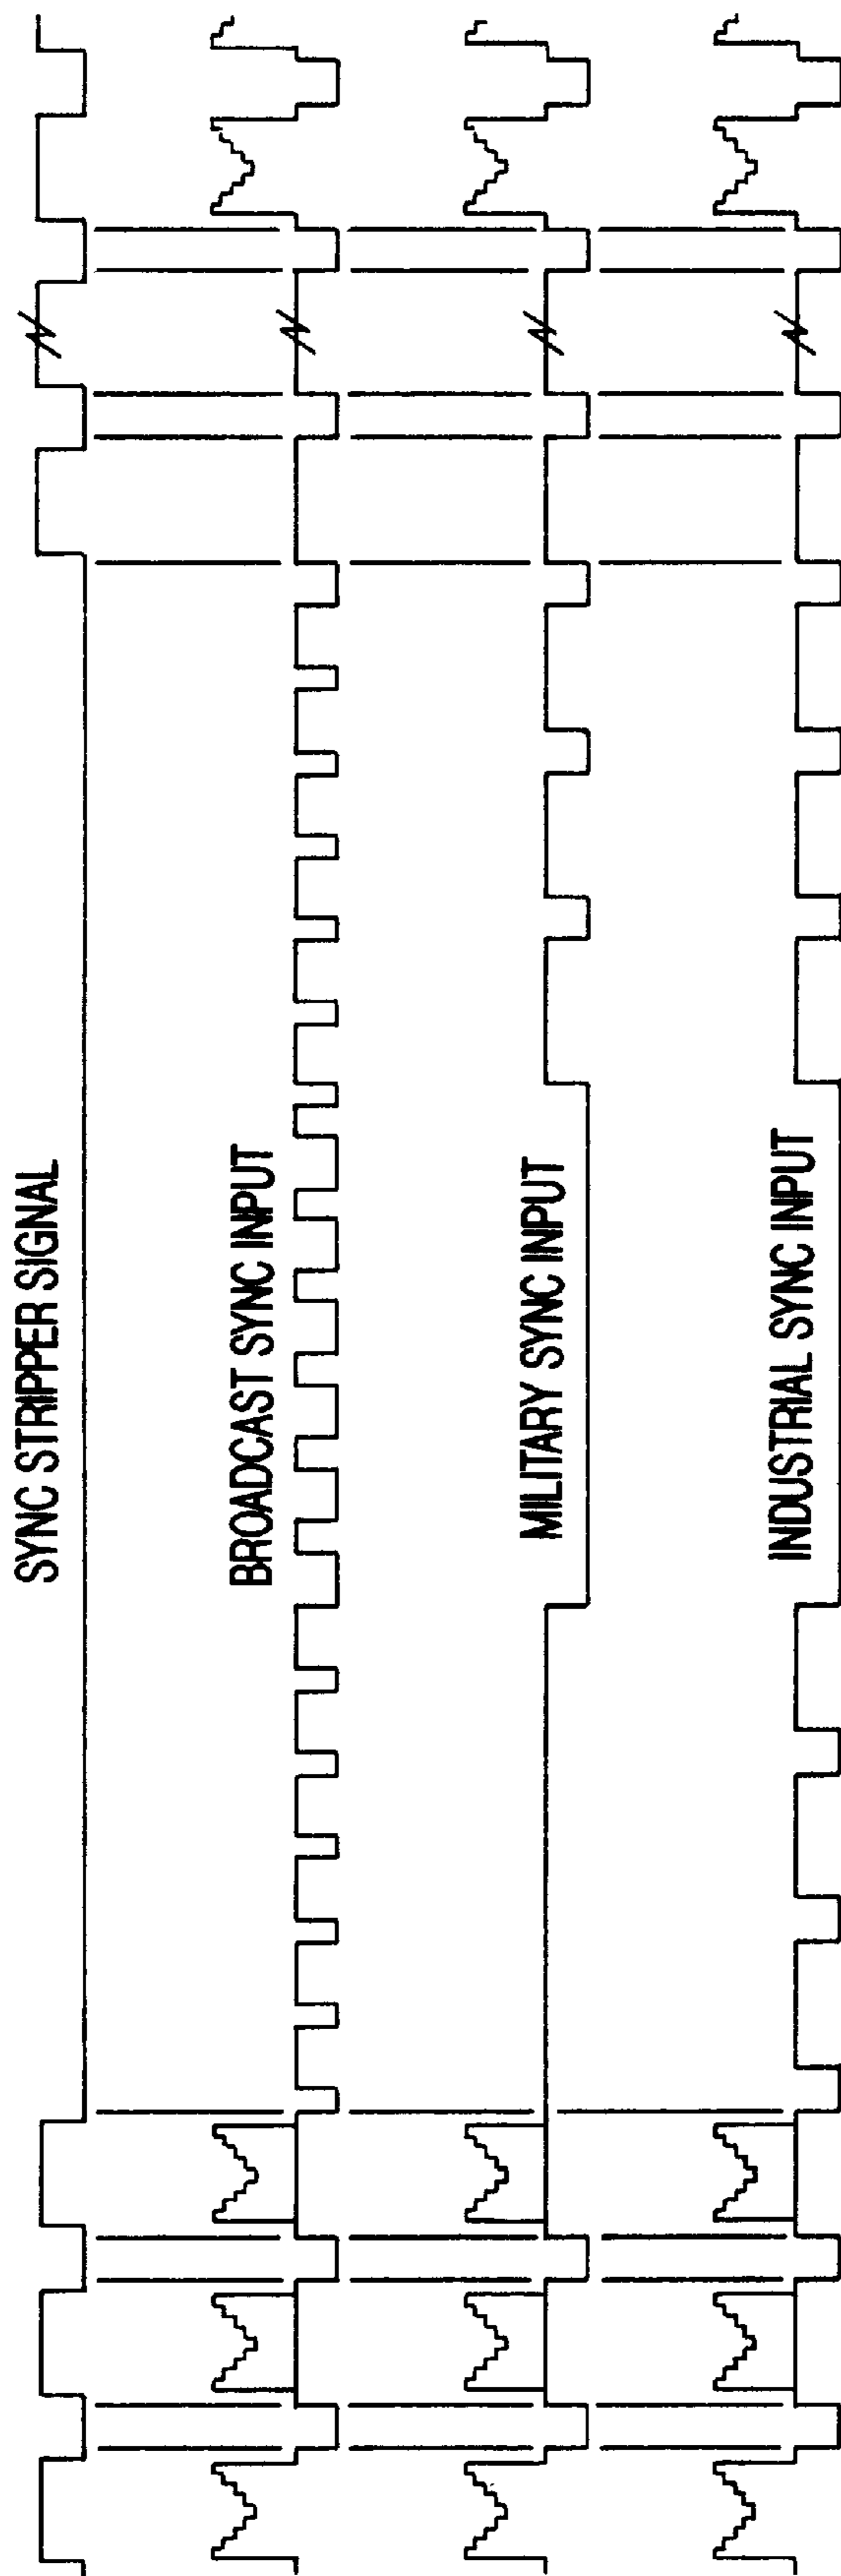 SYNC STRIPPER SIGNAL
BROADCAST SYNC INPUT
MILITARY SYNC INPUT
INDUSTRIAL SYNC INPUT